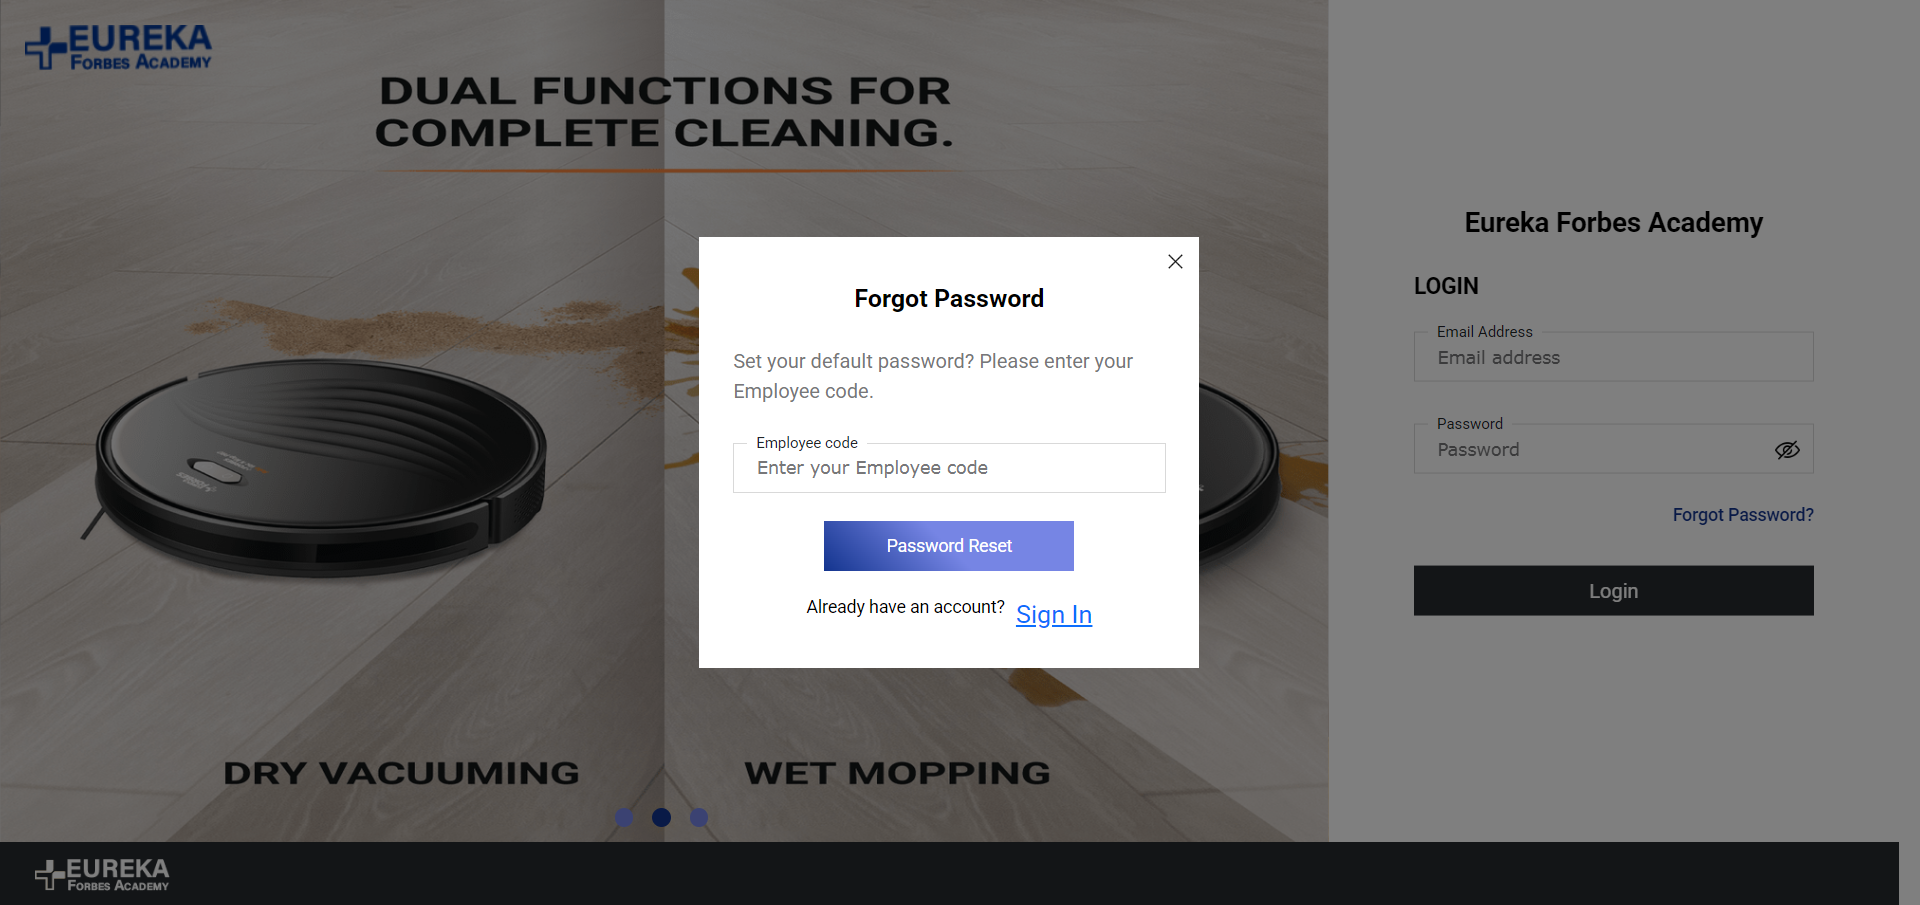 EUREKA
FORBES ACADEMY
DUAL FUNCTIONS FOR
COMPLETE CLEANING.
DRY VACUUMING
WET MOPPING
Forgot Password
Set your default password? Please enter your
Employee code.
Employee code
Enter your Employee code
Password Reset
Already have an account? Sign In
Eureka Forbes Academy
LOGIN
Email Address
Email address
Password
Password
Forgot Password?
Login
EUREKA
FORBES ACADEMY